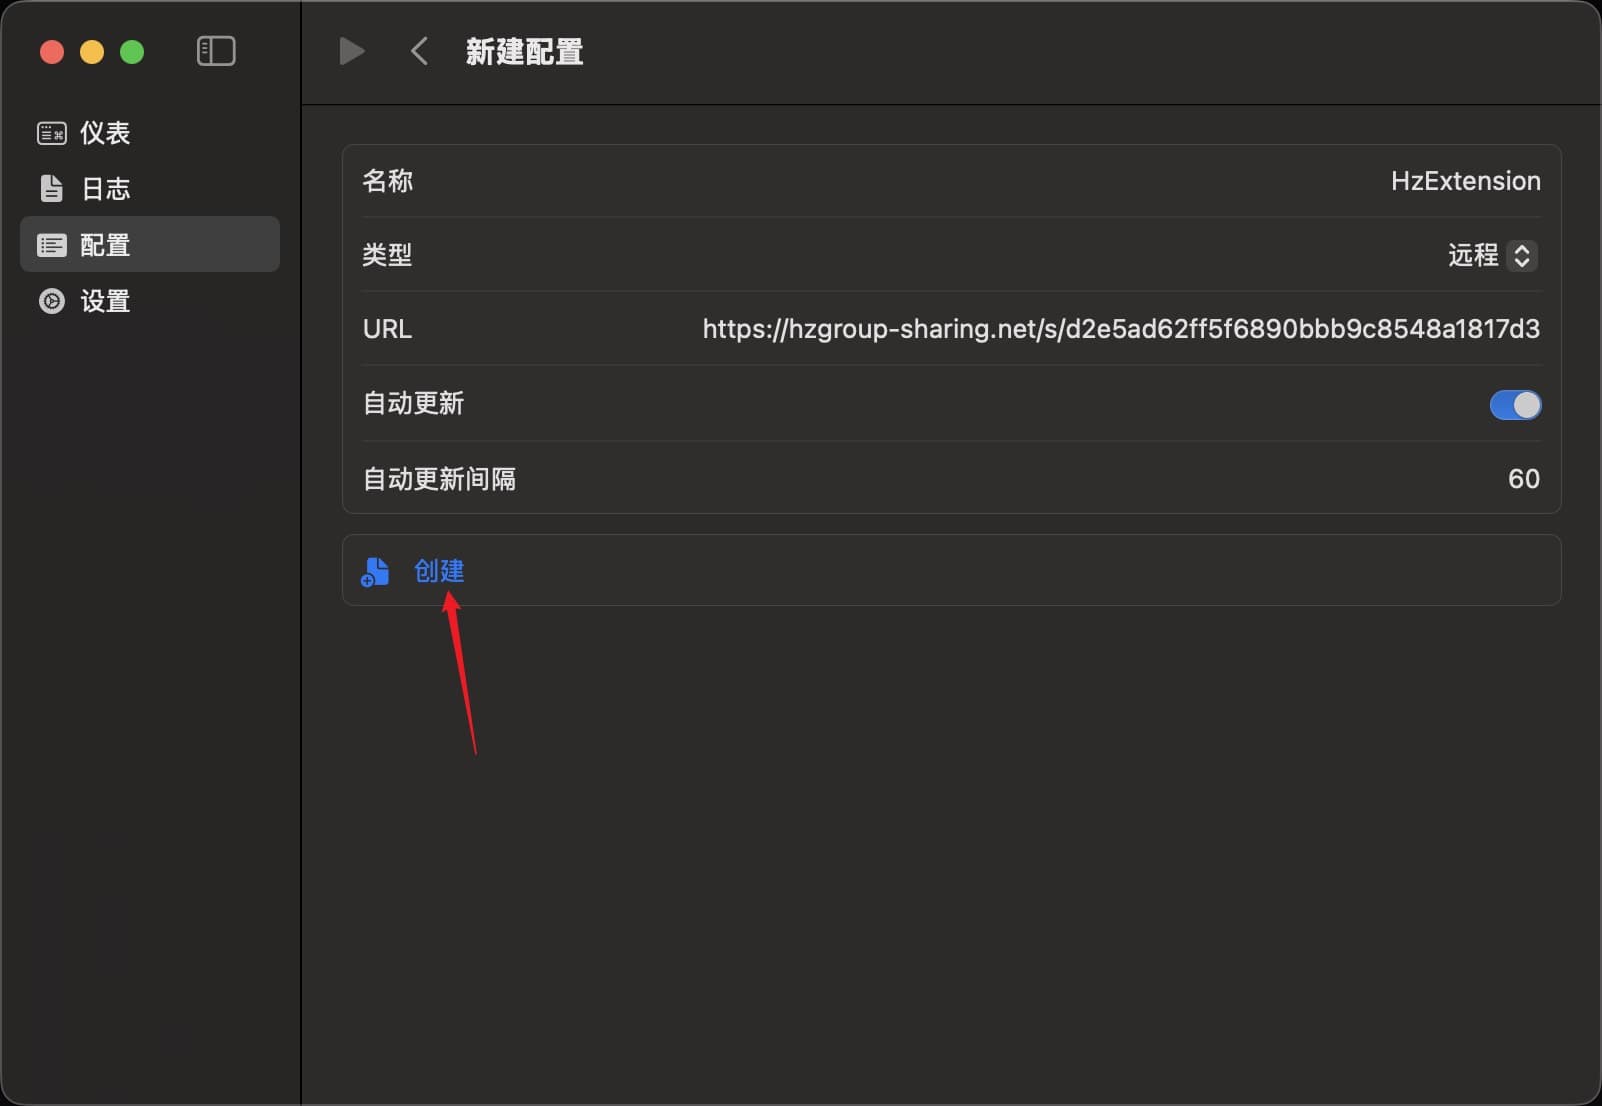 新建配置
仪表
日志
配置
设置
名称 HzExtension
类型 远程
URL https://hzgroup-sharing.net/s/d2e5ad62ff5f6890bbb9c8548a1817d3
自动更新
自动更新间隔 60
创建